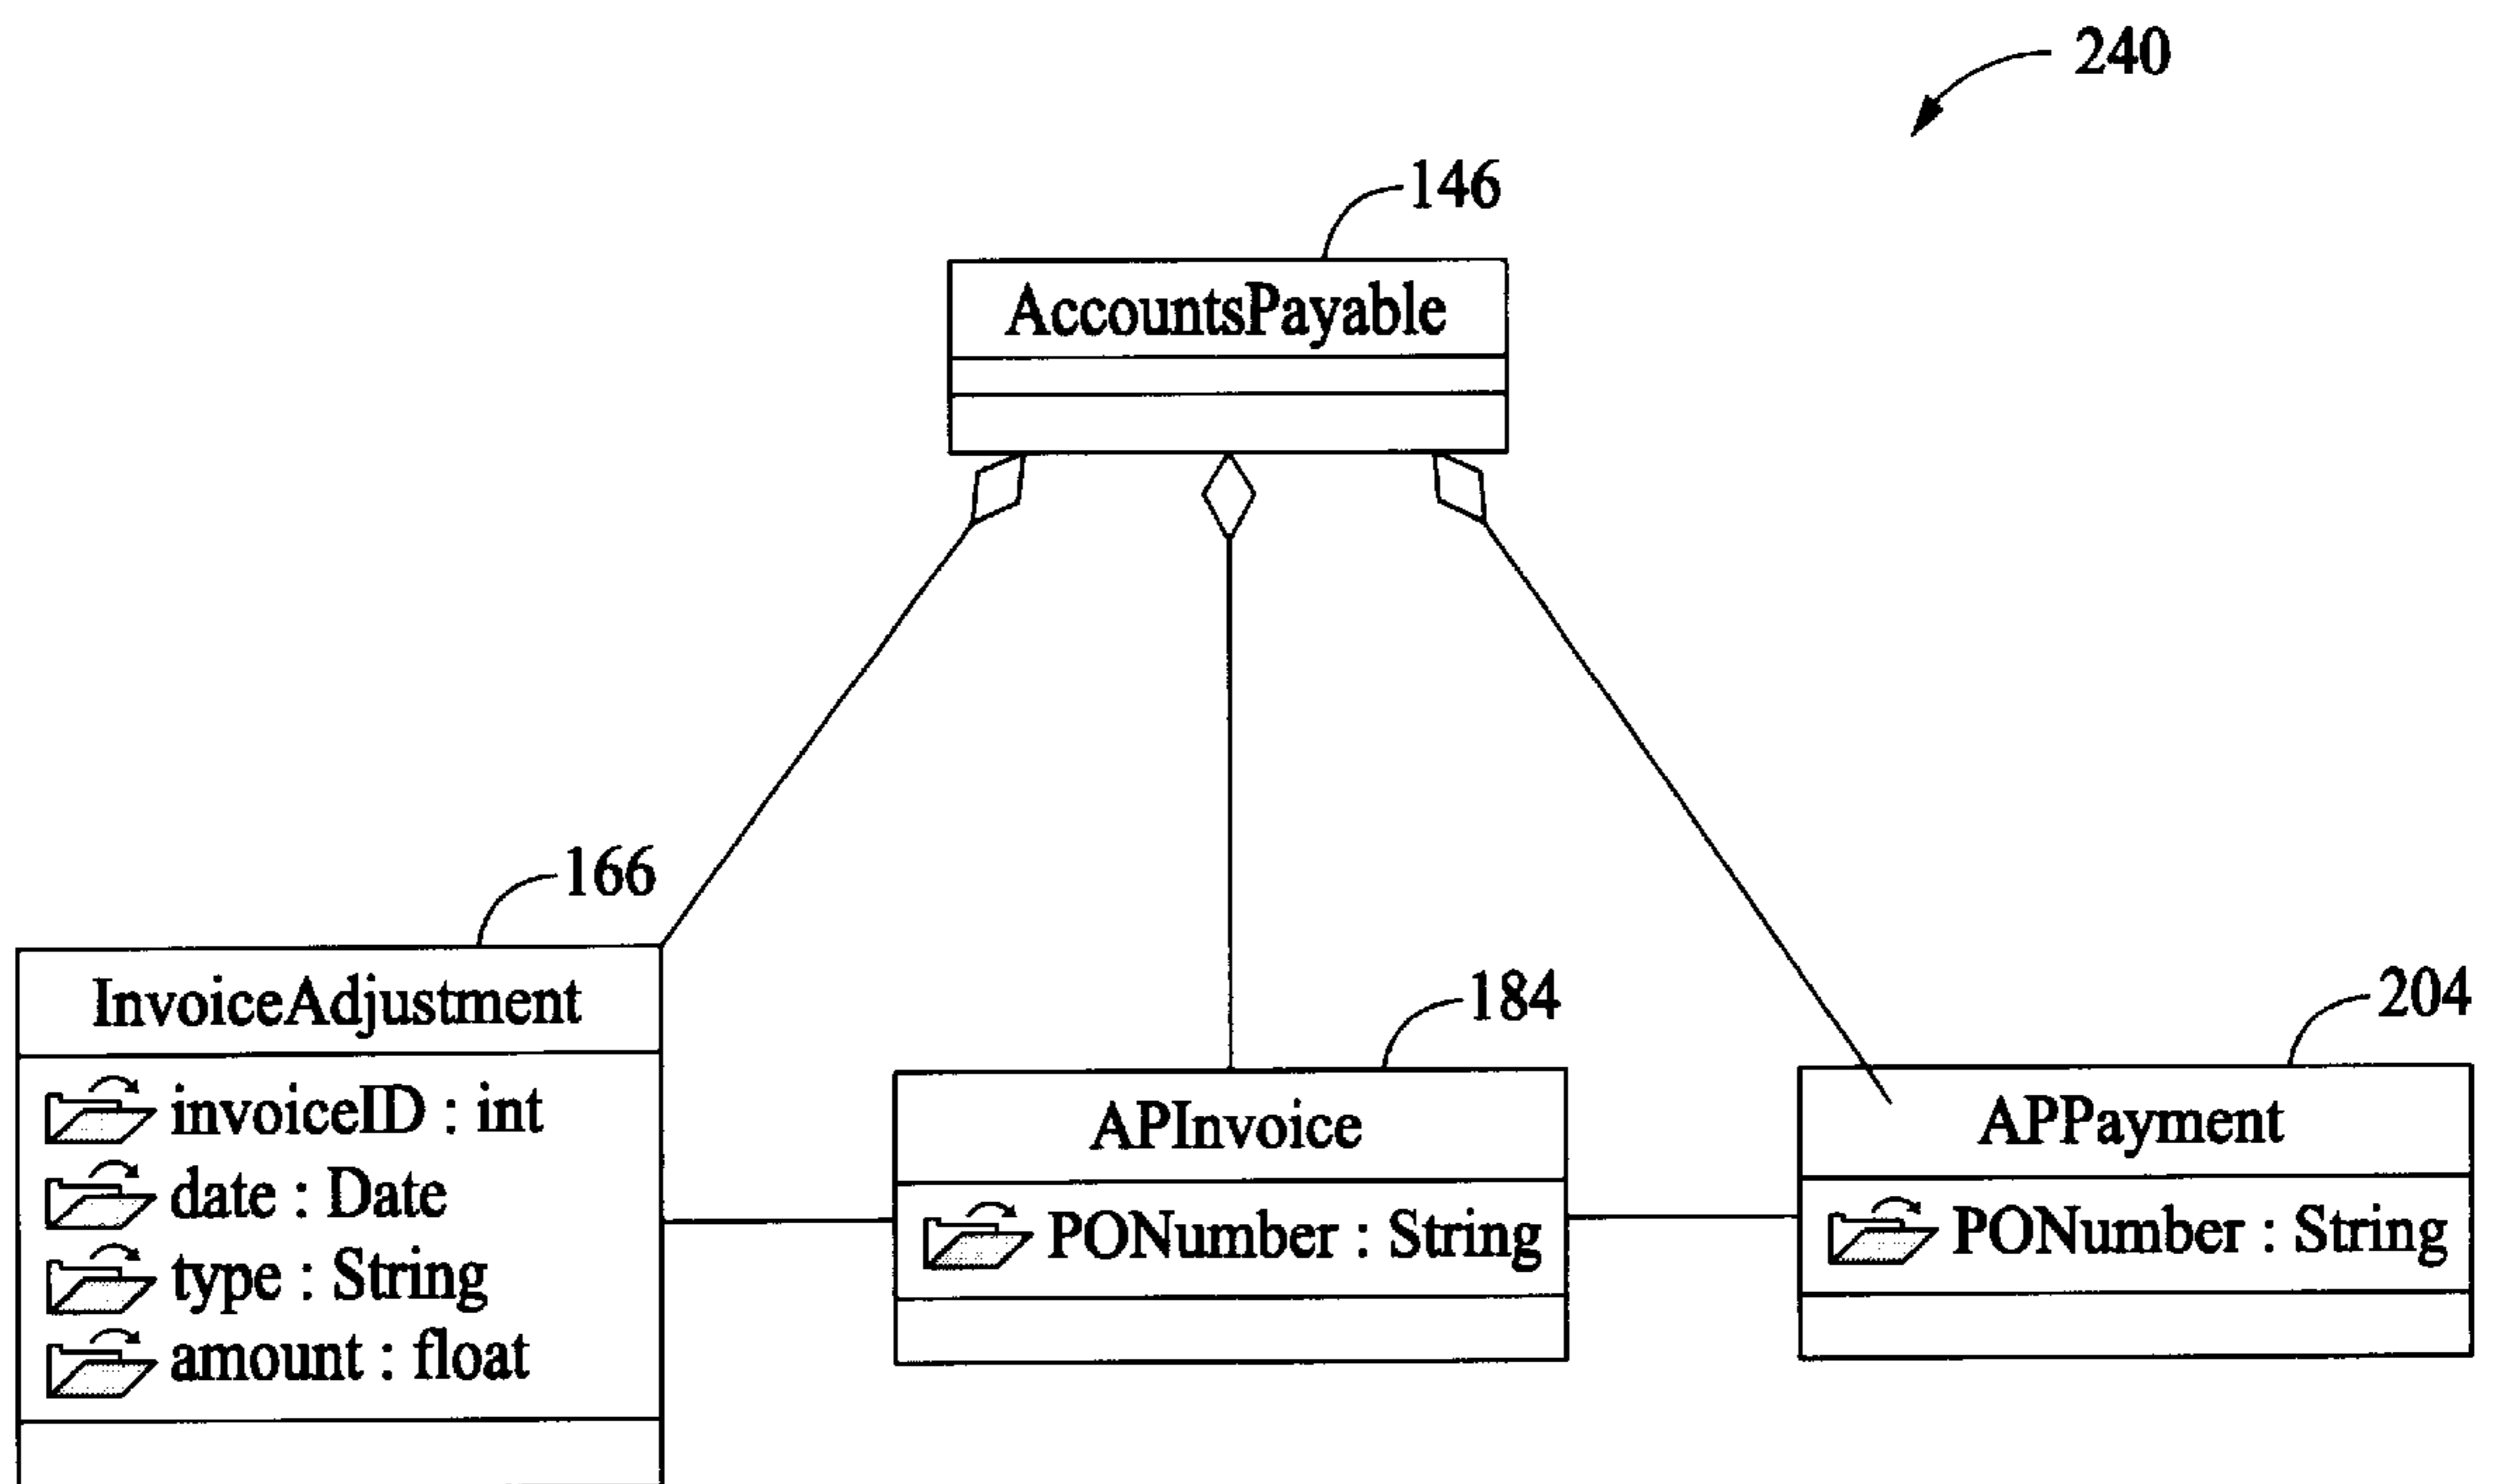 240
146
AccountsPayable
166
InvoiceAdjustment
invoiceID : int
date : Date
type : String
amount : float
184
APInvoice
PONumber : String
204
APPayment
PONumber : String